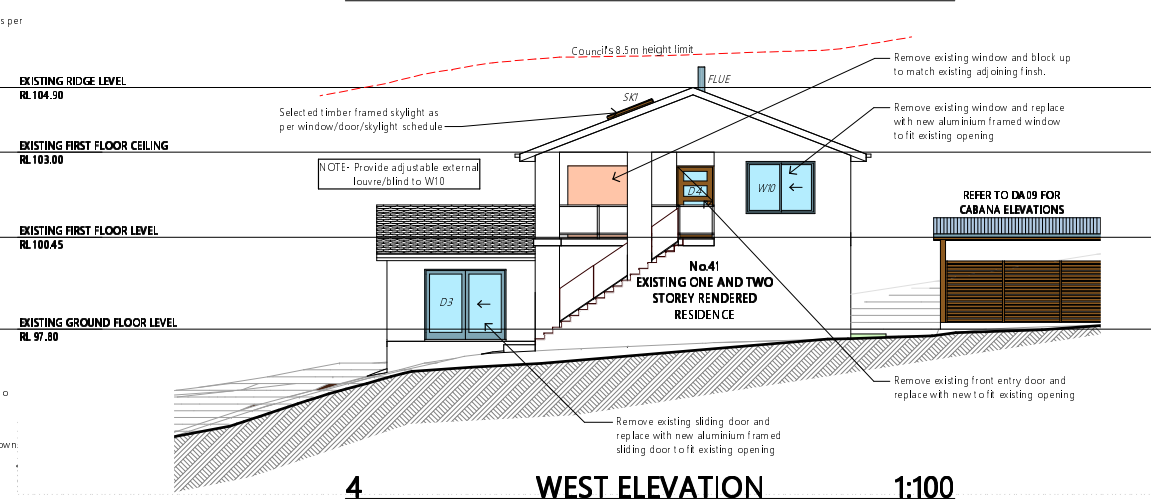 s per
Council's 8.5m height limit
Remove existing window and block up
to match existing adjoining finsh.
EXISTING RIDGE LEVEL
RL 104.90
FLUE
SK1
Selected timber framed skylight as
per window/door/skylight schedule
Remove existing window and replace
with new aluminium framed window
to fit existing opening
EXISTING FIRST FLOOR CEILING
RL 103.00
NOTE- Provide adjustable external
louvre/blind to W10
D4
W10
REFER TO DA09 FOR
CABANA ELEVATIONS
EXISTING FIRST FLOOR LEVEL
RL 100.45
No.41
EXISTING ONE AND TWO
STOREY RENDERED
RESIDENCE
D3
EXISTING GROUND FLOOR LEVEL
RL 97.80
Remove existing front entry door and
replace with new to fit existing opening
o
Remove existing sliding door and
replace with new aluminium framed
sliding door to fit existing opening
own
4 WEST ELEVATION 1:100